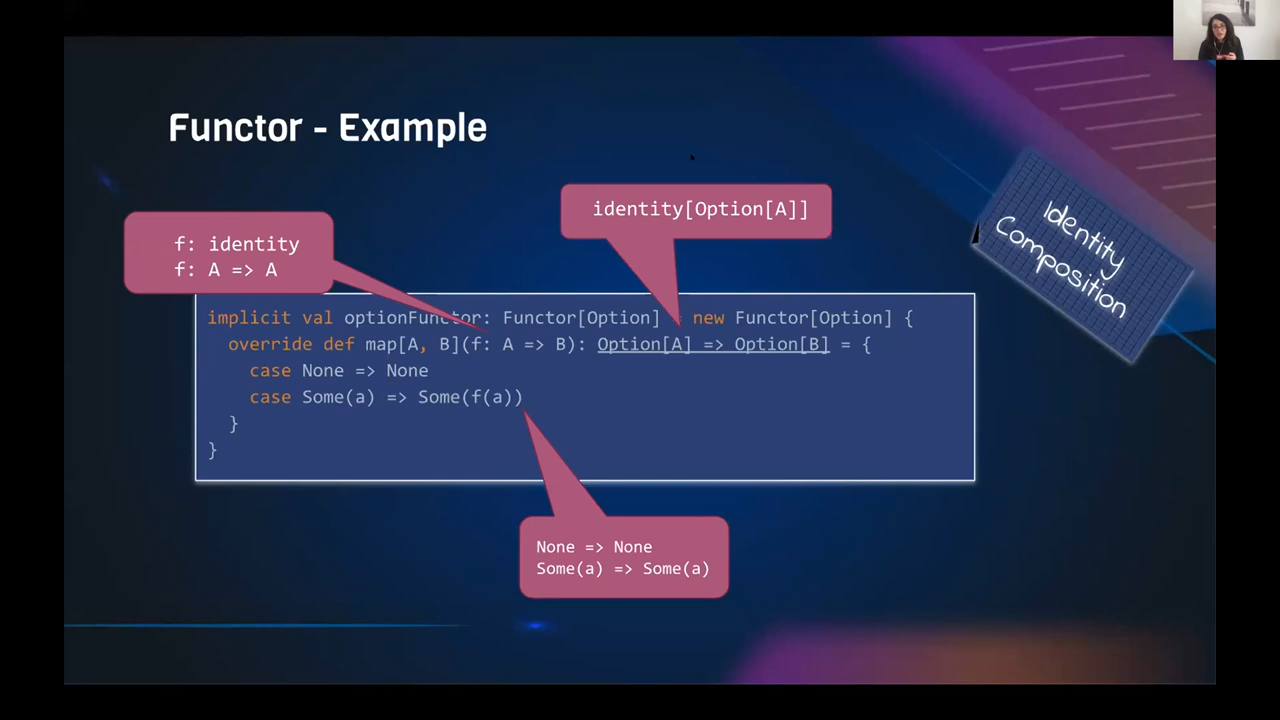 Functor - Example
identity[Option[A]]
f: identity
f: A => A
Identity
Composition
implicit val optionFunctor: Functor[Option] = new Functor[Option] {
override def map[A, B](f: A => B): Option[A] => Option[B] = {
case None => None
case Some(a) => Some(f(a))
}
}
None => None
Some(a) => Some(a)